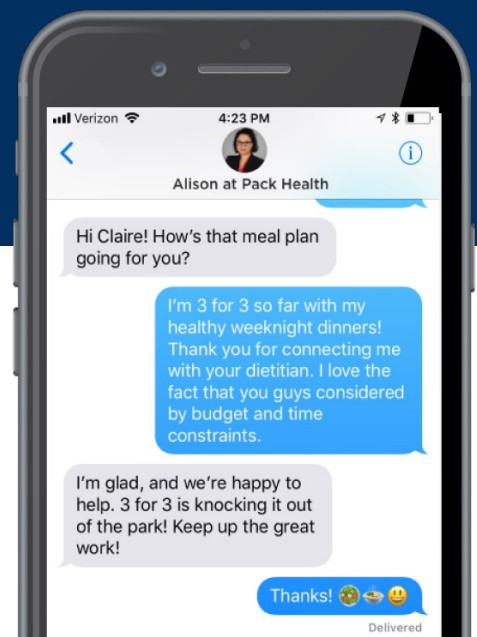 Verizon 4:23 PM
Alison at Pack Health
Hi Claire! How's that meal plan
going for you?
I'm 3 for 3 so far with my
healthy weeknight dinners!
Thank you for connecting me
with your dietitian. I love the
fact that you guys considered
by budget and time
constraints.
I'm glad, and we're happy to
help. 3 for 3 is knocking it out
of the park! Keep up the great
work!
Thanks! 🥗🍲😃
Delivered